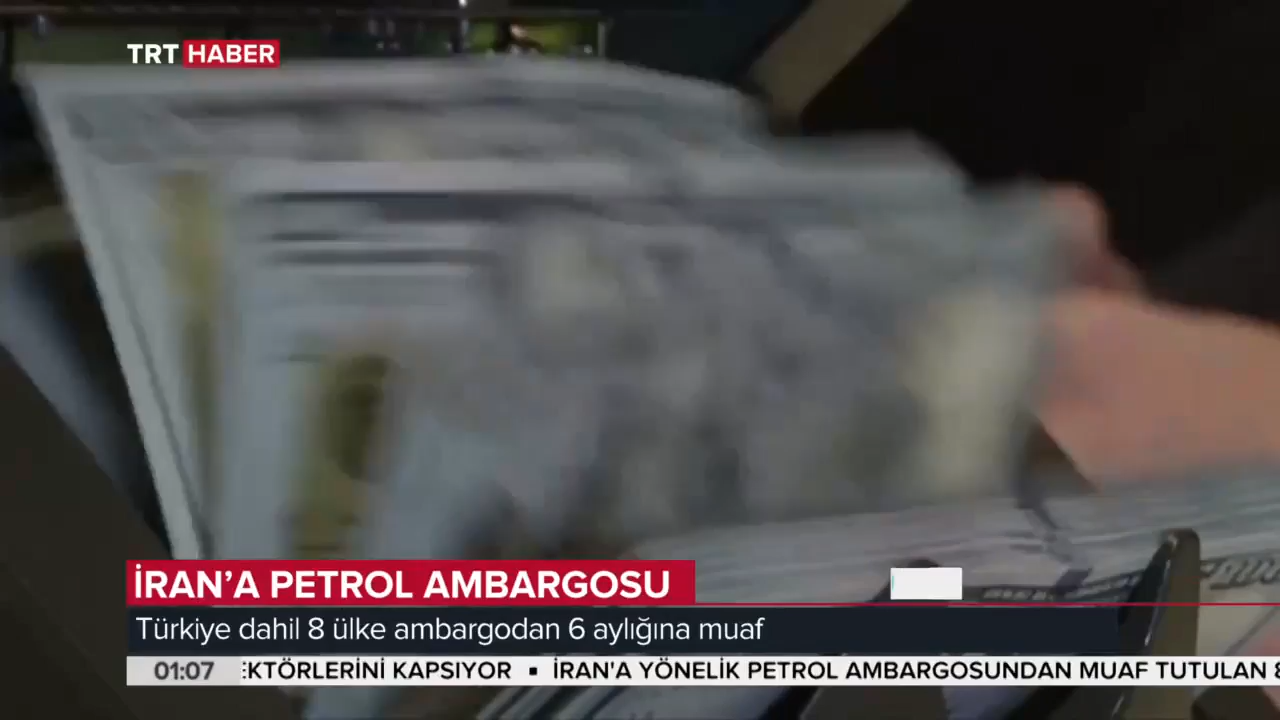 TRT HABER
İRAN'A PETROL AMBARGOSU
Türkiye dahil 8 ülke ambargodan 6 aylığına muaf
01:07 EKTÖRLERİNİ KAPSIYOR ▪ İRAN'A YÖNELİK PETROL AMBARGOSUNDAN MUAF TUTULAN 8